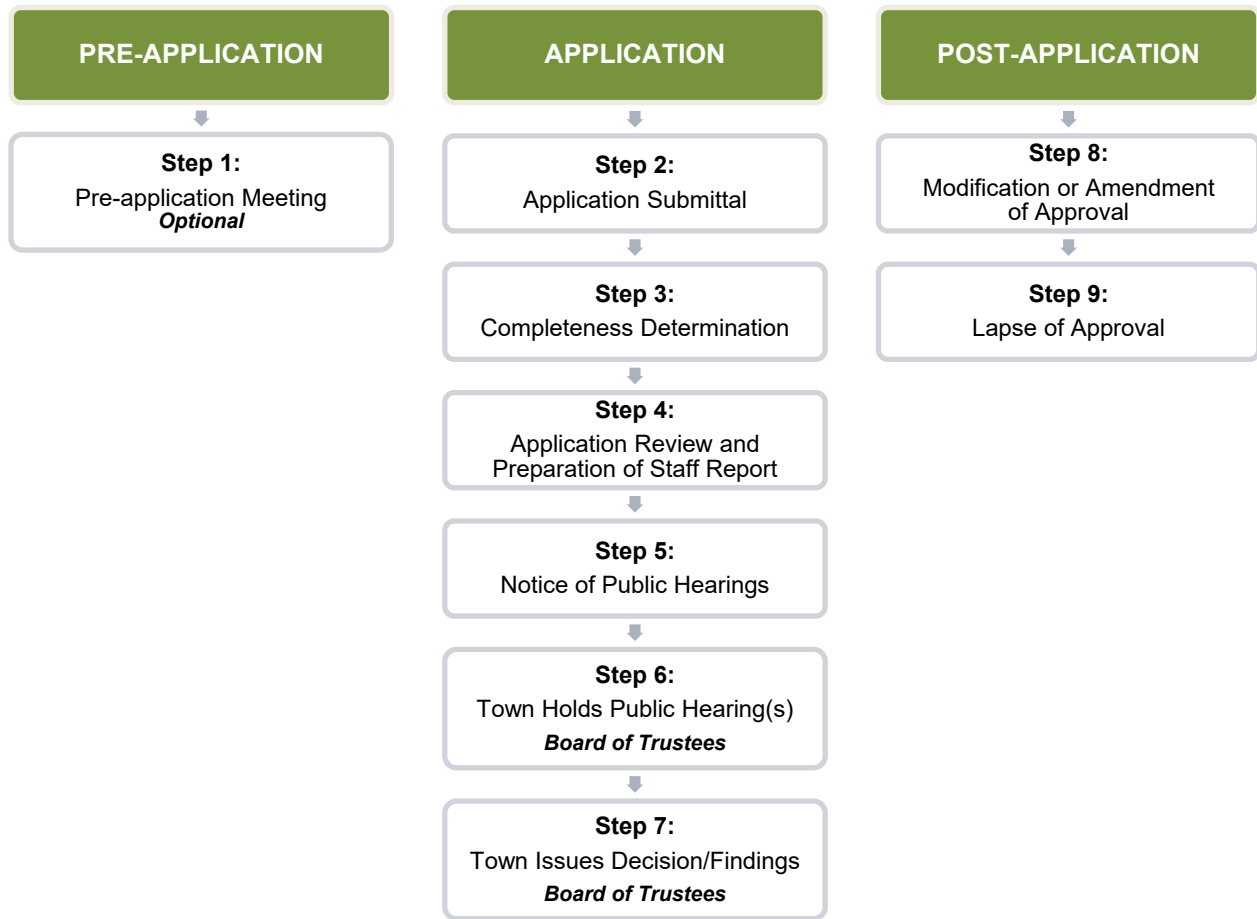 PRE-APPLICATION
Step 1:
Pre-application Meeting
Optional
APPLICATION
Step 2:
Application Submittal
Step 3:
Completeness Determination
Step 4:
Application Review and
Preparation of Staff Report
Step 5:
Notice of Public Hearings
Step 6:
Town Holds Public Hearing(s)
Board of Trustees
Step 7:
Town Issues Decision/Findings
Board of Trustees
POST-APPLICATION
Step 8:
Modification or Amendment
of Approval
Step 9:
Lapse of Approval